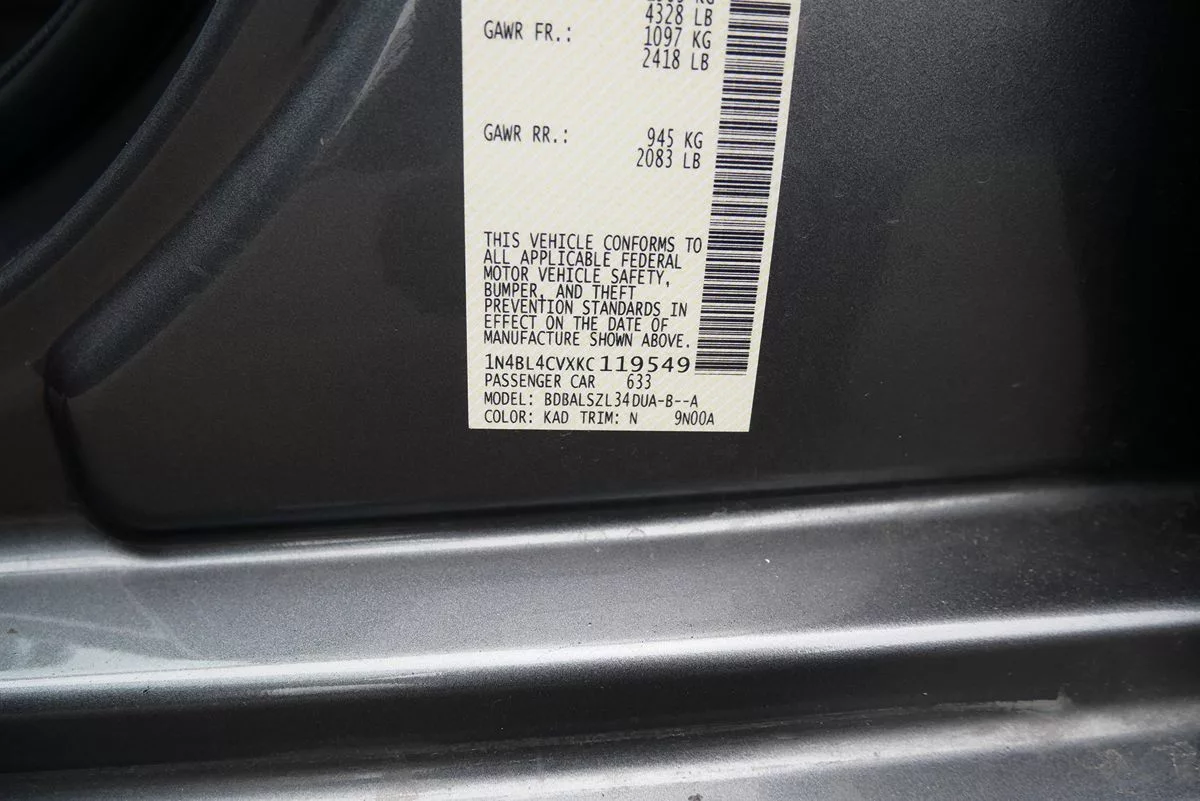 4328 LB
GAWR FR.: 1097 KG
2418 LB
GAWR RR.: 945 KG
2083 LB
THIS VEHICLE CONFORMS TO
ALL APPLICABLE FEDERAL
MOTOR VEHICLE SAFETY,
BUMPER, AND THEFT
PREVENTION STANDARDS IN
EFFECT ON THE DATE OF
MANUFACTURE SHOWN ABOVE.
1N4BL4CVXKC119549
PASSENGER CAR 633
MODEL: BDBALSZL34DUA-B--A
COLOR: KAD TRIM: N 9N00A